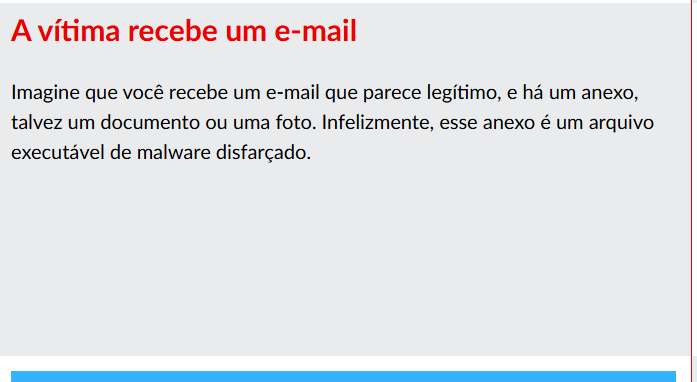 A vítima recebe um e-mail
Imagine que você recebe um e-mail que parece legítimo, e há um anexo,
talvez um documento ou uma foto. Infelizmente, esse anexo é um arquivo
executável de malware disfarçado.